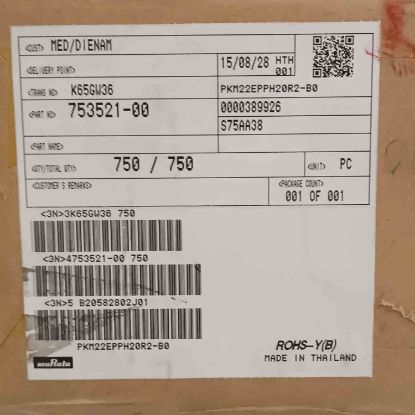 <CUST> MED/DIENAM
<DELIVERY POINT> 15/08/28 HTH
001
<TRANS NO> K65GW36 PKM22EPPH20R2-B0
<PART NO> 753521-00 0000389926
S75AA38
<PART NAME>
<QTY/TOTAL QTY> 750 / 750 <UNIT> PC
<CUSTOMER'S REMARKS> <PACKAGE COUNT>
001 OF 001
<3N>3K65GW36 750
<3N>4753521-00 750
<3N>5 B20582802J01
PKM22EPPH20R2-B0
ROHS-Y(B)
muRata MADE IN THAILAND